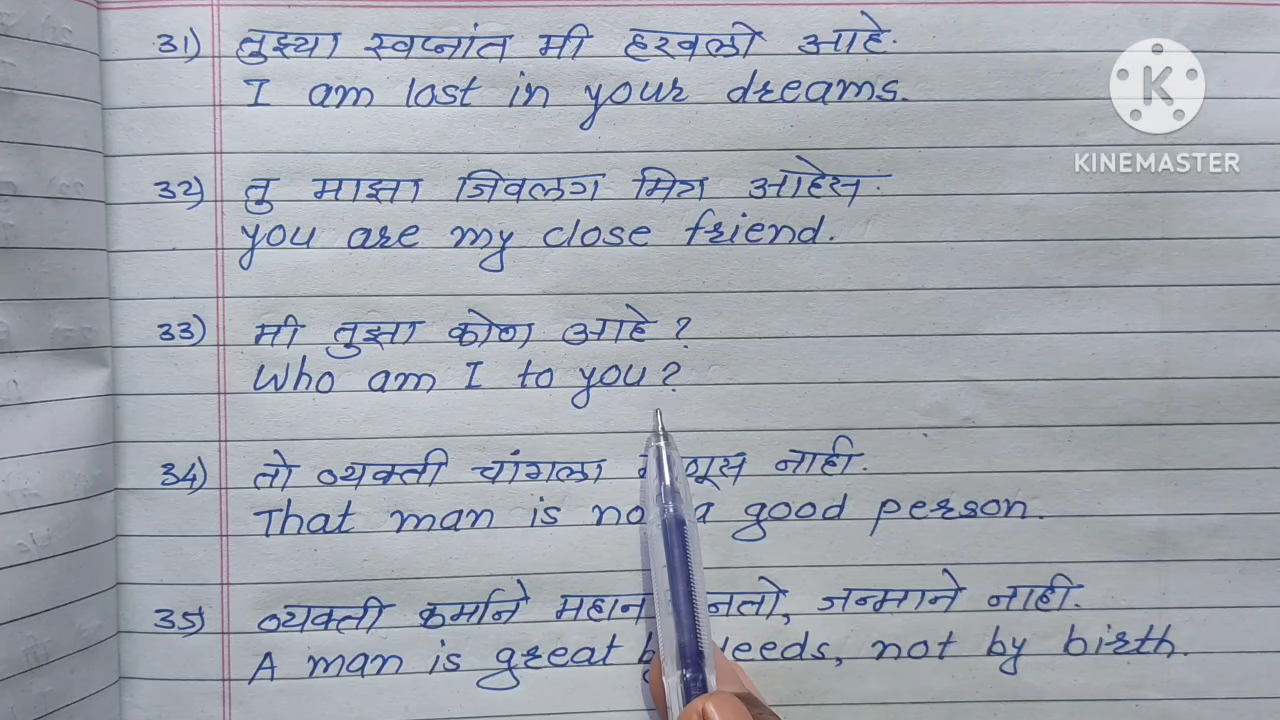 31) तुझ्या स्वप्नांत मी हरवलो आहे.
I am lost in your dreams.
K
KINEMASTER
32) तु माझा जिवलग मित्र आहेस.
you are my close friend.
33) मी तुझा कोण आहे?
Who am I to you?
34) तो व्यक्ती चांगला नाही.
That man is a good person.
35) व्यक्ती कर्माने महान जन्माने नाही.
A man is great not by birth.